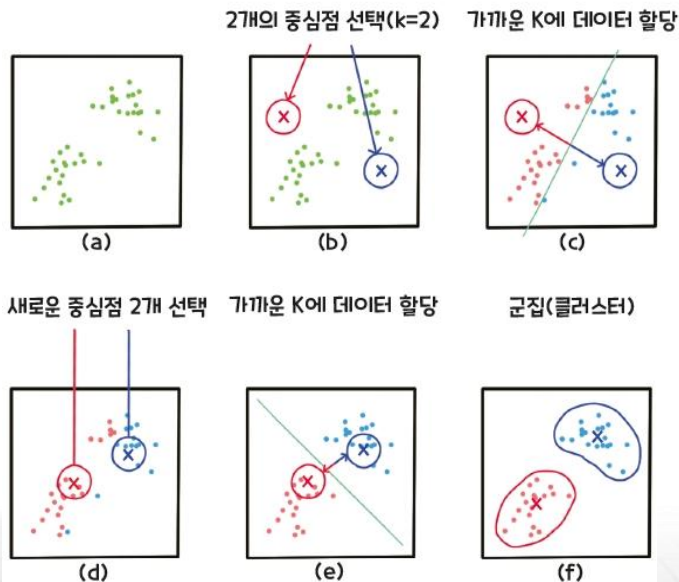 2개의 중심점 선택(k=2)
가까운 K에 데이터 할당
(a)
(b)
(c)
새로운 중심점 2개 선택
가까운 K에 데이터 할당
군집(클러스터)
(d)
(e)
(f)